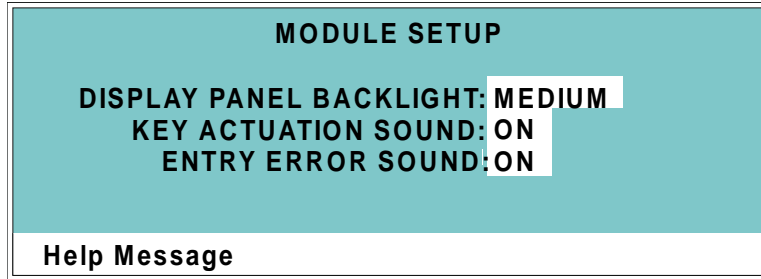 MODULE SETUP
DISPLAY PANEL BACKLIGHT: MEDIUM
KEY ACTUATION SOUND: ON
ENTRY ERROR SOUND: ON
Help Message